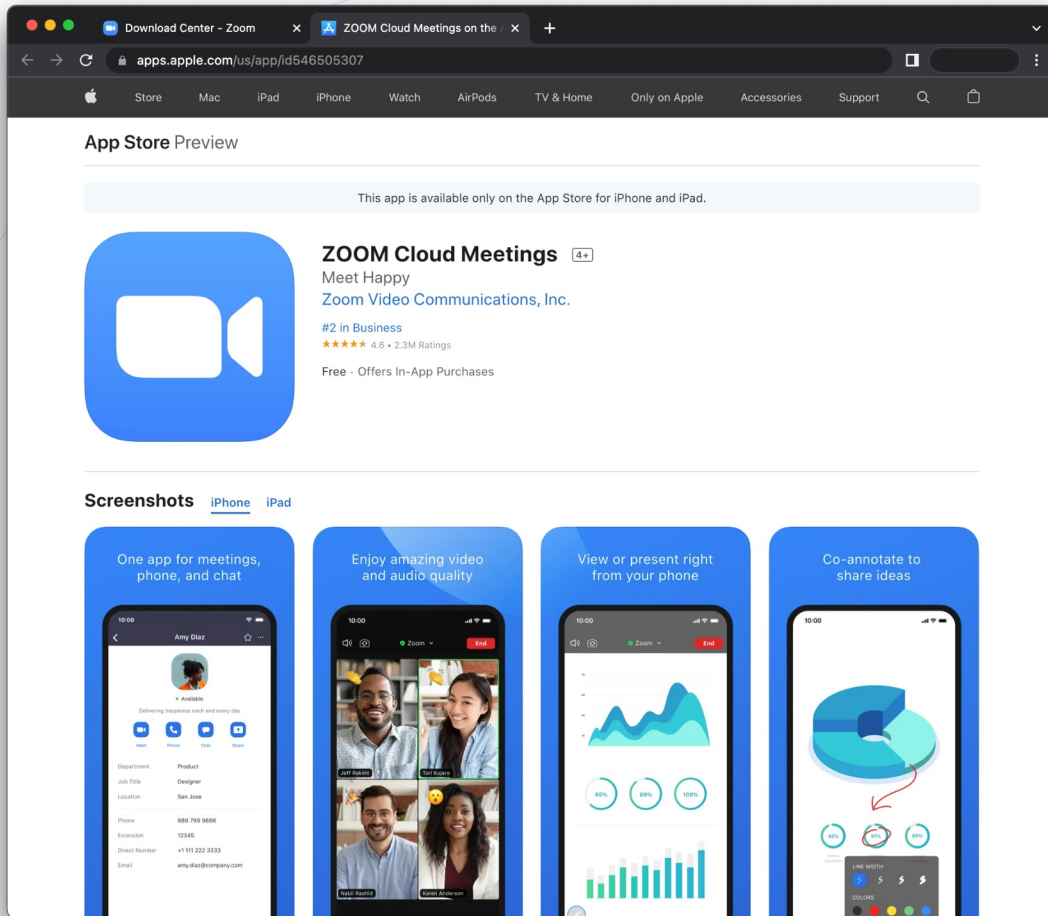 Download Center - Zoom
ZOOM Cloud Meetings on the A
apps.apple.com/us/app/id546505307
Store Mac iPad iPhone Watch AirPods TV & Home Only on Apple Accessories Support
App Store Preview
This app is available only on the App Store for iPhone and iPad.
ZOOM Cloud Meetings 4+
Meet Happy
Zoom Video Communications, Inc.
#2 in Business
★★★★★ 4.6 • 2.3M Ratings
Free · Offers In-App Purchases
Screenshots iPhone iPad
One app for meetings,
phone, and chat
10:00
Amy Diaz
Available
Delivering happiness each and every day
Meet Phone Chat Share
Department Product
Job Title Designer
Location San Jose
Phone 888 799 9666
Extension 12345
Direct Number +1 111 222 3333
Email amy.diaz@company.com
Enjoy amazing video
and audio quality
10:00
Zoom End
Jeff Rakimi Tori Kujaro
Nabil Rashid Karen Anderson
View or present right
from your phone
10:00
Zoom End
100%
Co-annotate to
share ideas
10:00
LINE WIDTH
COLORS